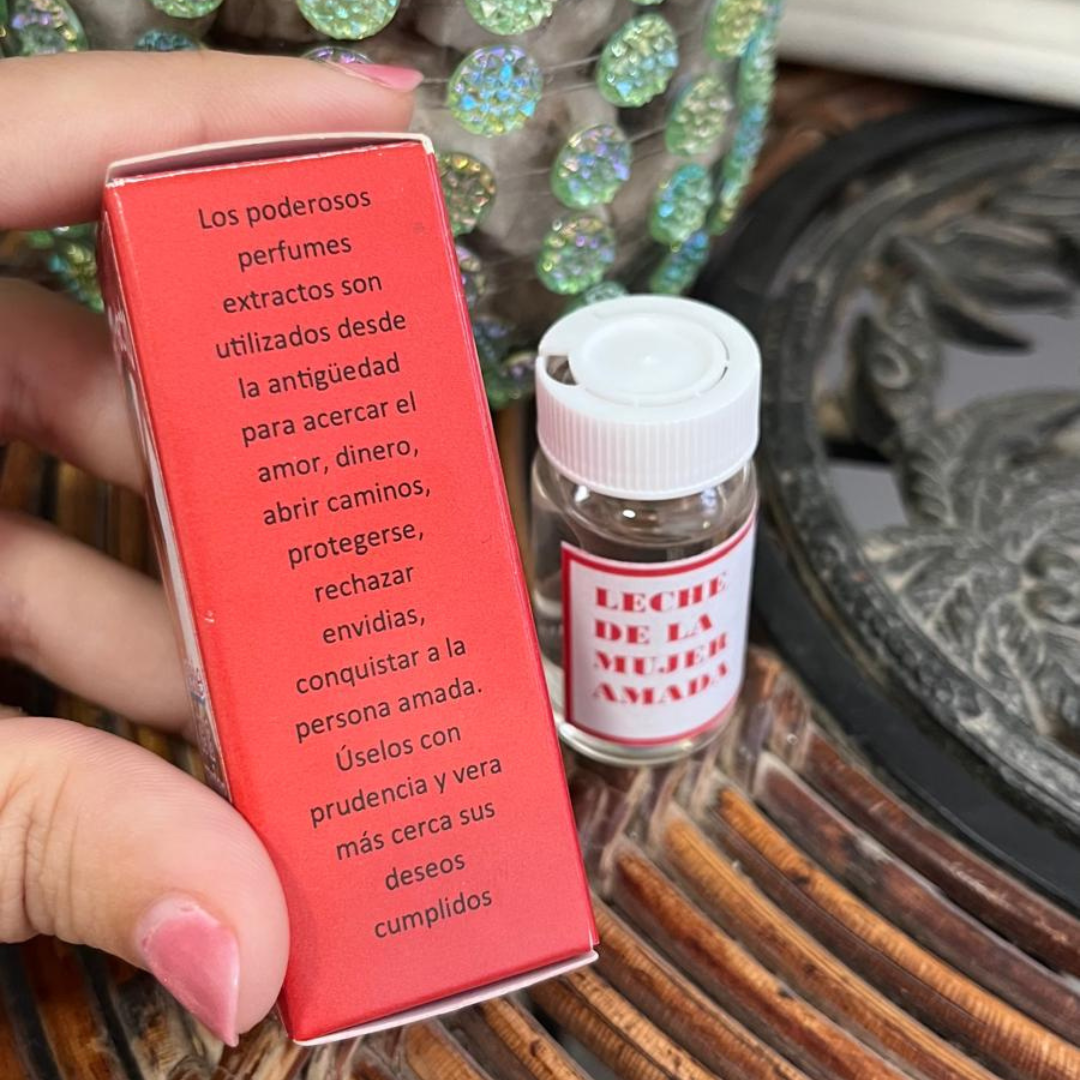 Los poderosos
perfumes
extractos son
utilizados desde
la antigüedad
para acercar el
amor, dinero,
abrir caminos,
protegerse,
rechazar
envidias,
conquistar a la
persona amada.
Úselos con
prudencia y vera
más cerca sus
deseos
cumplidos
LECHE
DE LA
MUJER
AMADA